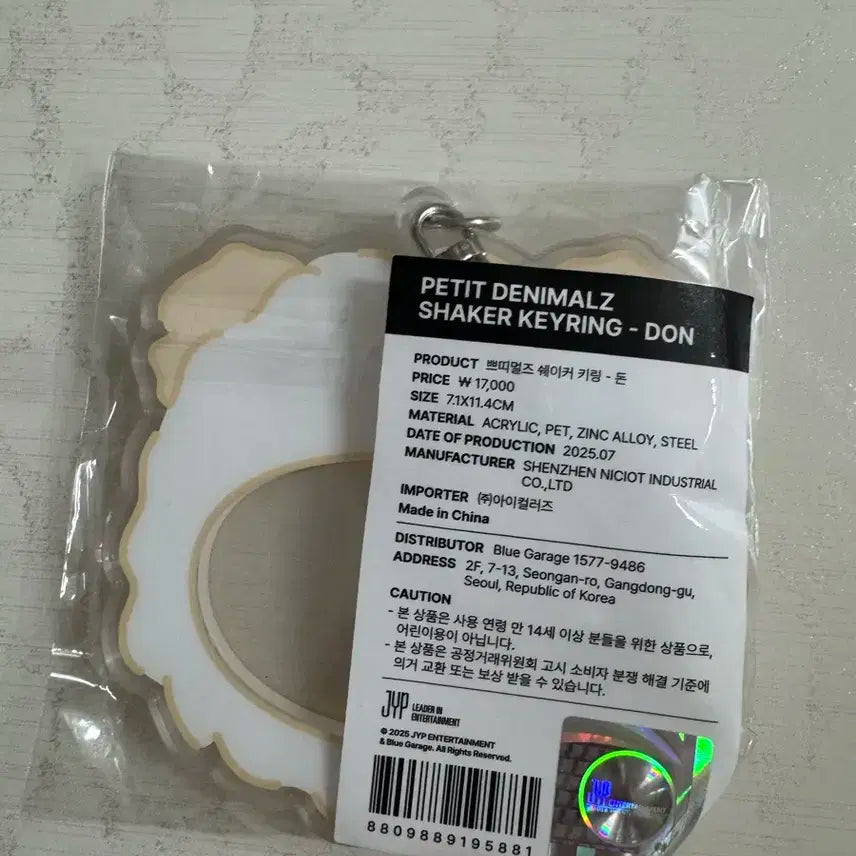 PETIT DENIMALZ
SHAKER KEYRING - DON
PRODUCT 쁘띠멀즈 쉐이커 키링 - 돈
PRICE ₩ 17,000
SIZE 7.1X11.4CM
MATERIAL ACRYLIC, PET, ZINC ALLOY, STEEL
DATE OF PRODUCTION 2025.07
MANUFACTURER SHENZHEN NICIOT INDUSTRIAL
CO.,LTD
IMPORTER ㈜아이컬러즈
Made in China
DISTRIBUTOR Blue Garage 1577-9486
ADDRESS 2F, 7-13, Seongan-ro, Gangdong-gu,
Seoul, Republic of Korea
CAUTION
- 본 상품은 사용 연령 만 14세 이상 분들을 위한 상품으로,
어린이용이 아닙니다.
- 본 상품은 공정거래위원회 고시 소비자 분쟁 해결 기준에
의거 교환 또는 보상 받을 수 있습니다.
JYP LEADER IN
ENTERTAINMENT
© 2025 JYP ENTERTAINMENT
& Blue Garage. All Rights Reserved.
8809889195881
JYP ENTERTAINMENT